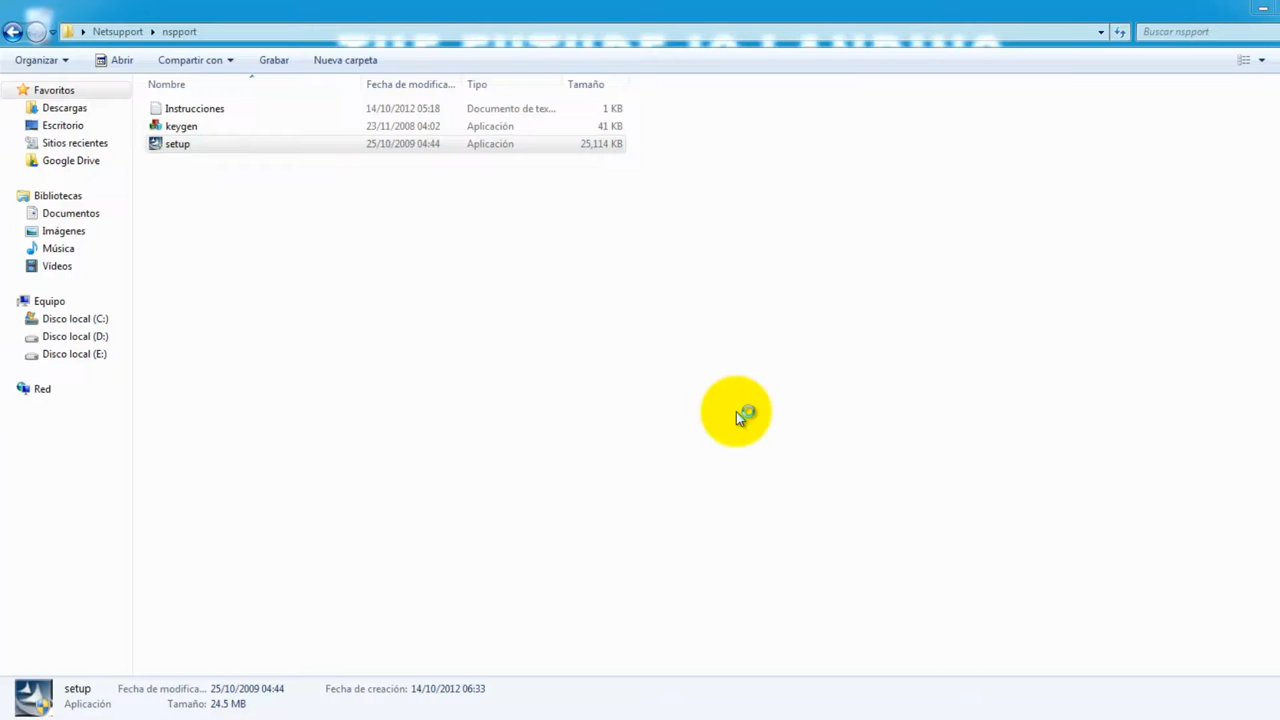 Netsupport
nspport
Buscar nspport
Organizar
Abrir
Compartir con
Grabar
Nueva carpeta
Nombre
Fecha de modifica...
Tipo
Tamaño
Favoritos
Descargas
Escritorio
Sitios recientes
Google Drive
Bibliotecas
Documentos
Imágenes
Música
Vídeos
Equipo
Disco local (C:)
Disco local (D:)
Disco local (E:)
Red
Instrucciones 14/10/2012 05:18 Documento de tex... 1 KB
keygen 23/11/2008 04:02 Aplicación 41 KB
setup 25/10/2009 04:44 Aplicación 25,114 KB
setup Fecha de modifica... 25/10/2009 04:44 Fecha de creación: 14/10/2012 06:33
Aplicación Tamaño: 24.5 MB